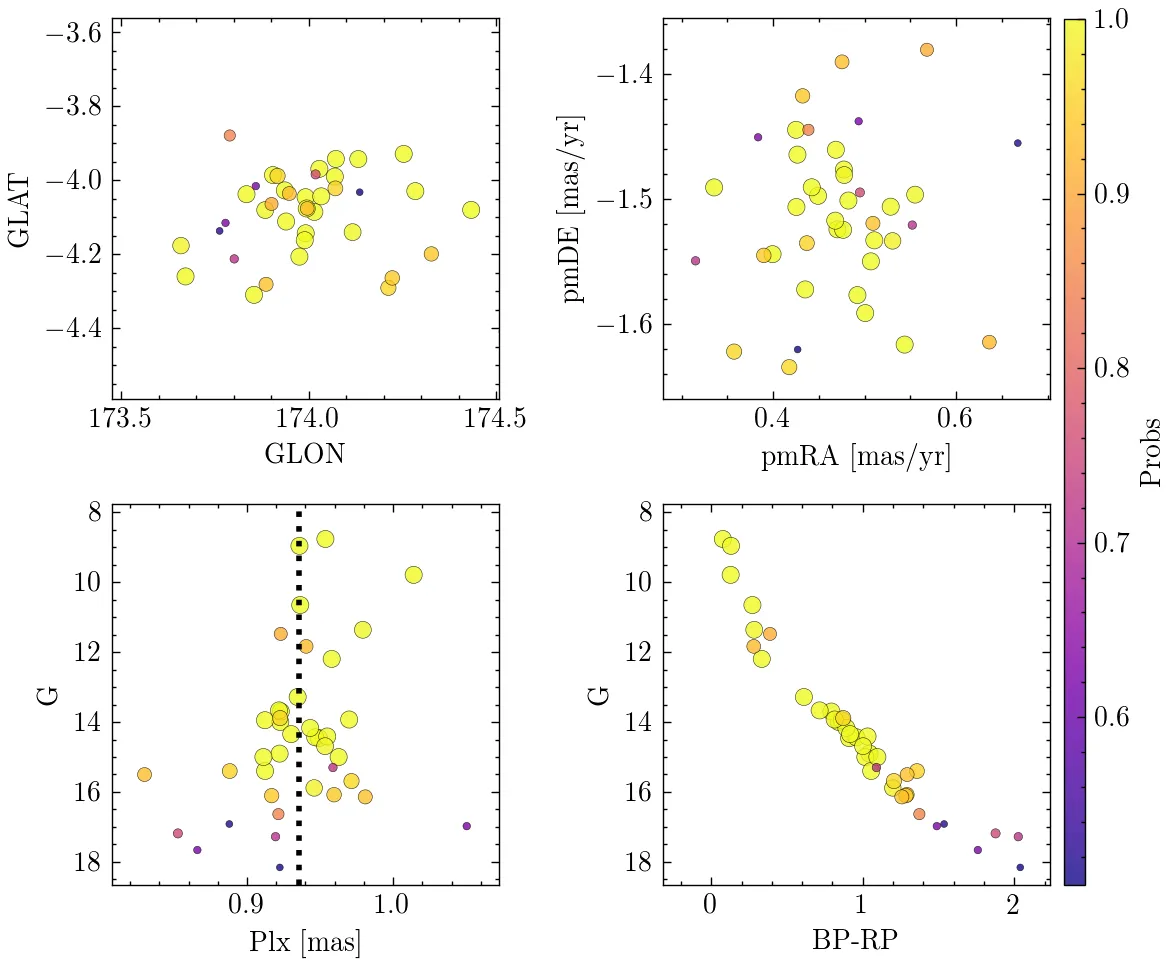 −3.6
−3.8
−4.0
−4.2
−4.4
GLAT
173.5 174.0 174.5
GLON
−1.4
−1.5
−1.6
pmDE [mas/yr]
0.4 0.6
pmRA [mas/yr]
8
10
12
14
16
18
G
0.9 1.0
Plx [mas]
8
10
12
14
16
18
G
0 1 2
BP-RP
1.0
0.9
0.8
0.7
0.6
Probs